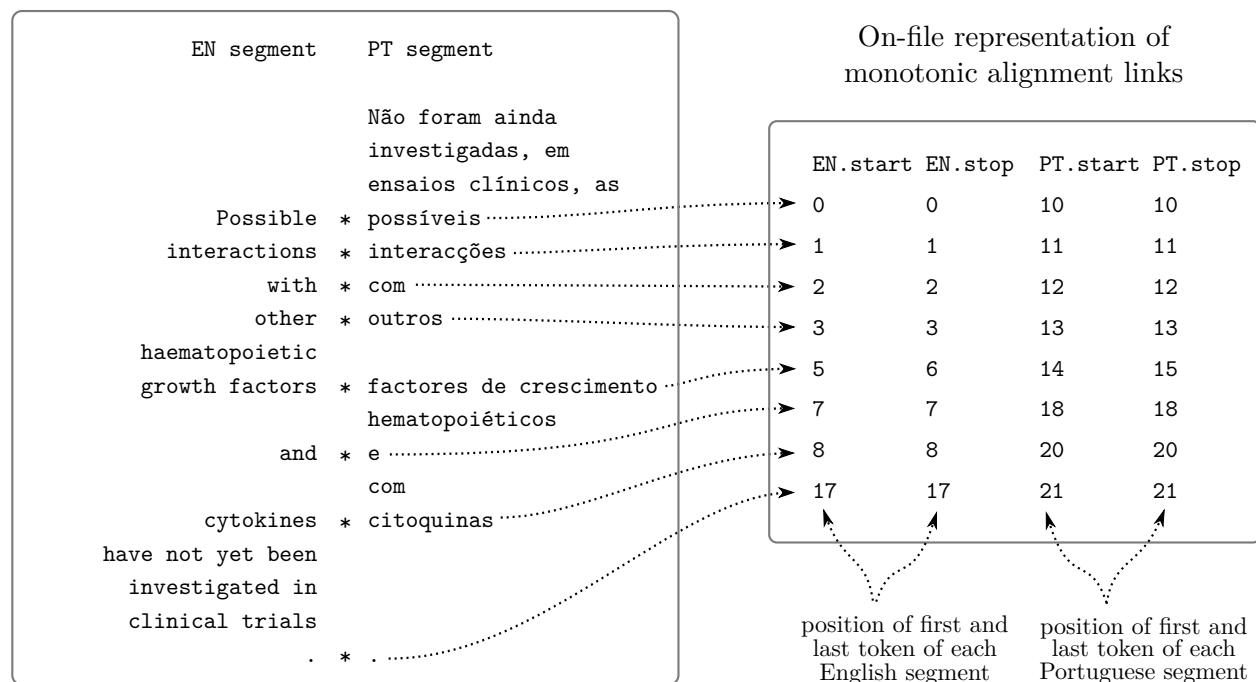 EN segment PT segment
Não foram ainda
investigadas, em
ensaios clínicos, as
Possible * possíveis
interactions * interacções
with * com
other * outros
haematopoietic
growth factors * factores de crescimento
hematopoiéticos
and * e
com
cytokines * citoquinas
have not yet been
investigated in
clinical trials
. * .
On-file representation of
monotonic alignment links
EN.start EN.stop PT.start PT.stop
0 0 10 10
1 1 11 11
2 2 12 12
3 3 13 13
5 6 14 15
7 7 18 18
8 8 20 20
17 17 21 21
position of first and
last token of each
English segment
position of first and
last token of each
Portuguese segment